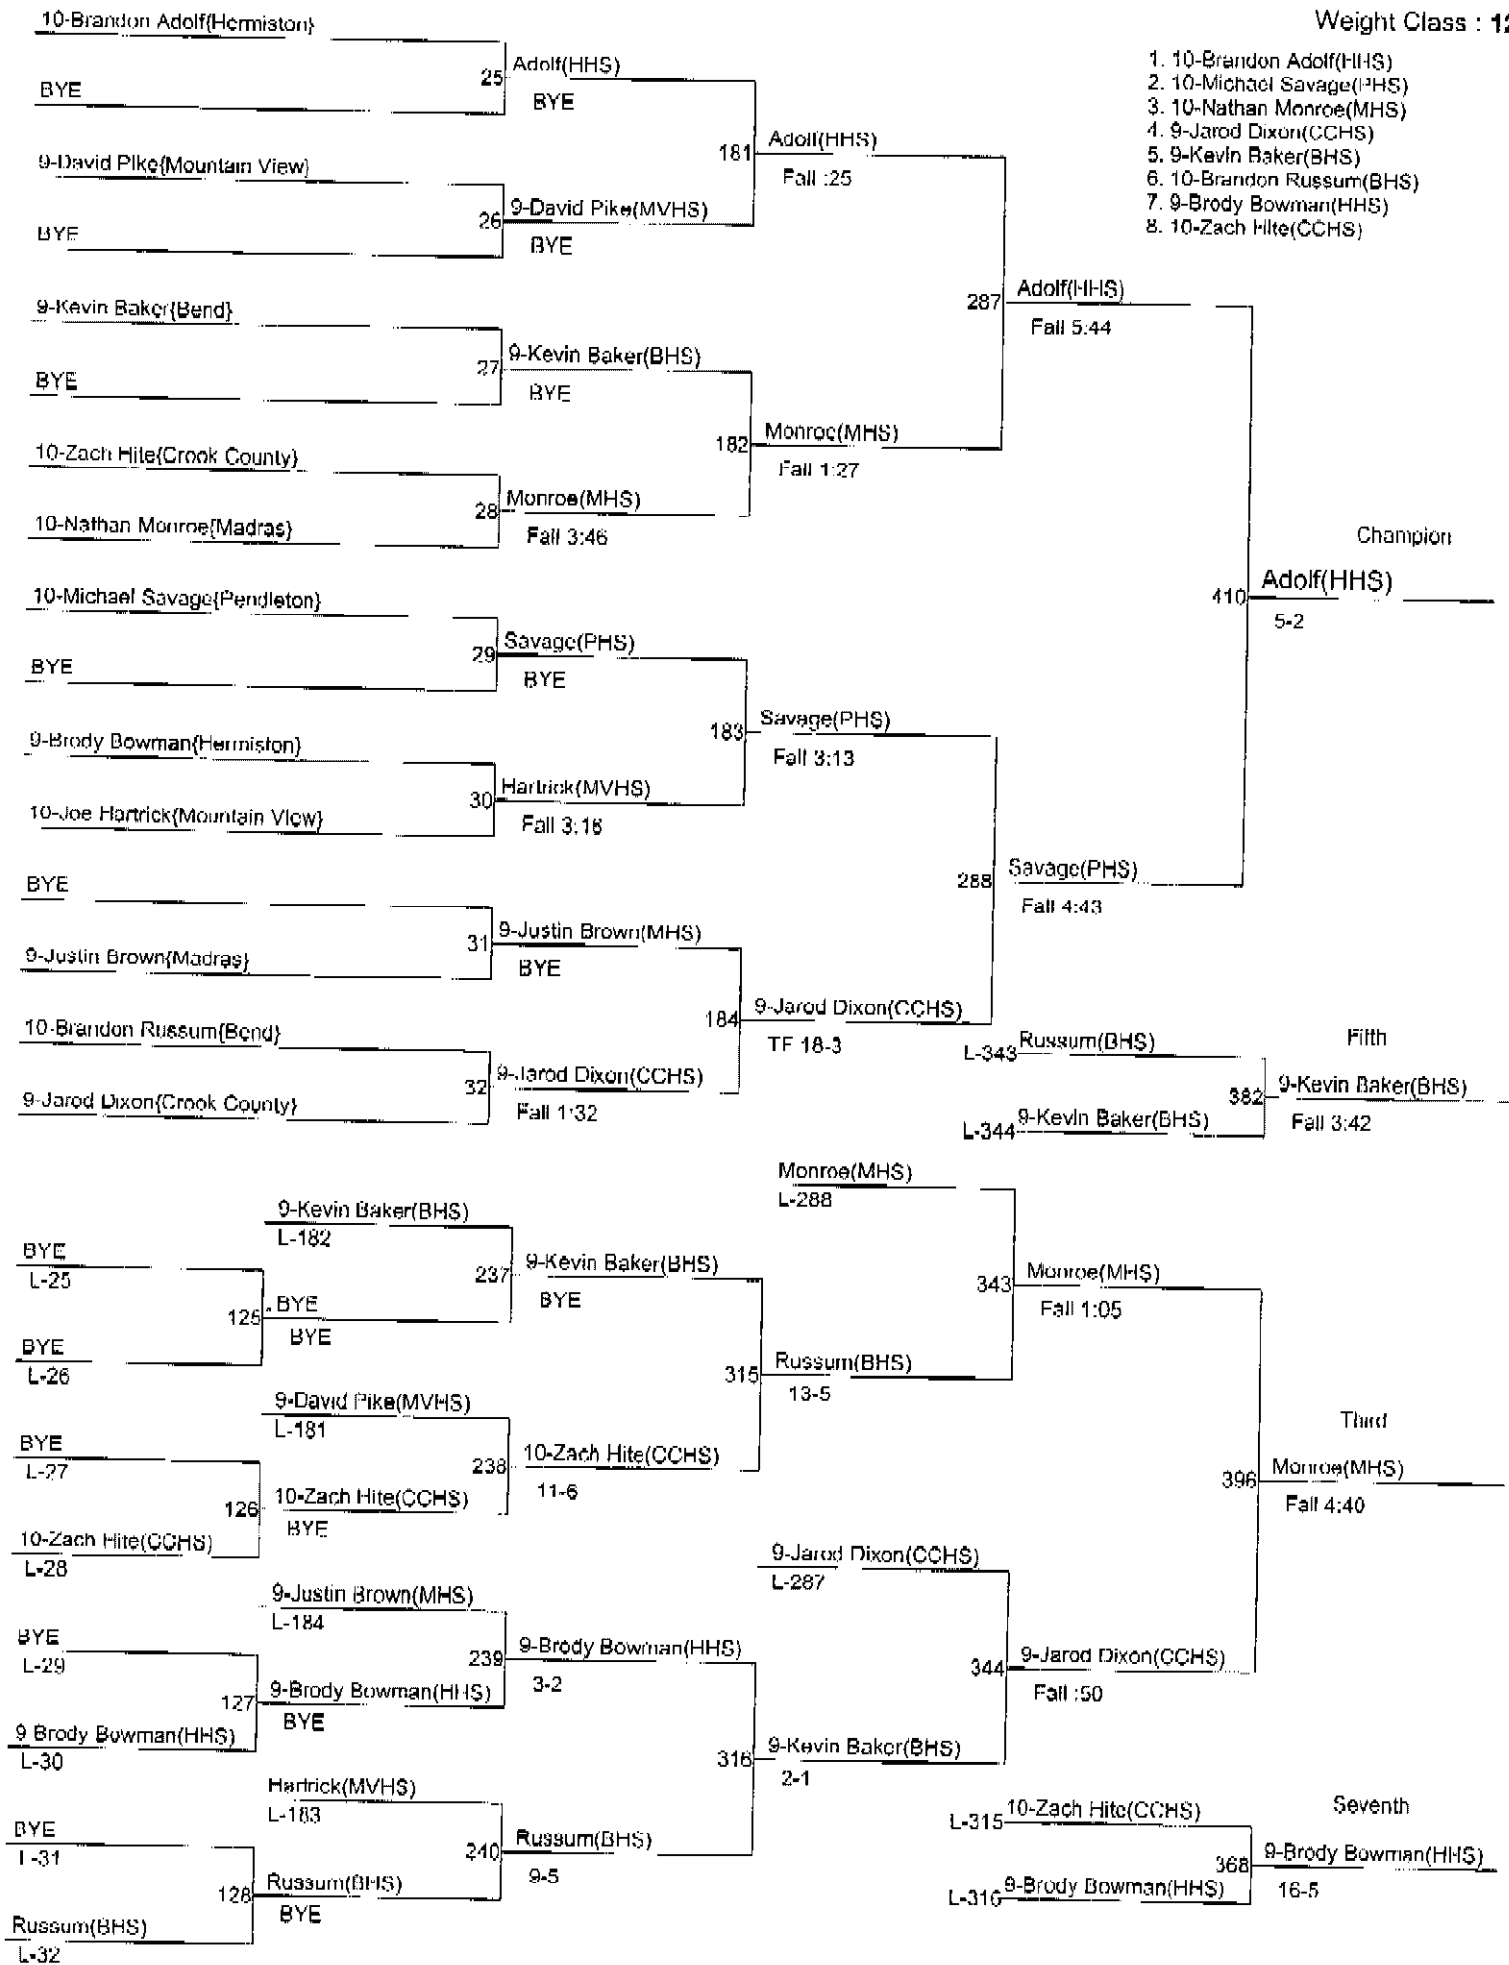 Weight Class : 12
1. 10-Brandon Adolf(HHS)
2. 10-Michael Savage(PHS)
3. 10-Nathan Monroe(MHS)
4. 9-Jarod Dixon(CCHS)
5. 9-Kevin Baker(BHS)
6. 10-Brandon Russum(BHS)
7. 9-Brody Bowman(HHS)
8. 10-Zach Hite(CCHS)
10-Brandon Adolf{Hermiston}
BYE
25
Adolf(HHS)
BYE
9-David Pike{Mountain View}
BYE
26
9-David Pike(MVHS)
BYE
181
Adolf(HHS)
Fall :25
9-Kevin Baker{Bend}
BYE
27
9-Kevin Baker(BHS)
BYE
10-Zach Hite{Crook County}
10-Nathan Monroe{Madras}
28
Monroe(MHS)
Fall 3:46
182
Monroe(MHS)
Fall 1:27
287
Adolf(HHS)
Fall 5:44
10-Michael Savage{Pendleton}
BYE
29
Savage(PHS)
BYE
9-Brody Bowman{Hermiston}
10-Joe Hartrick{Mountain View}
30
Hartrick(MVHS)
Fall 3:16
183
Savage(PHS)
Fall 3:13
BYE
9-Justin Brown{Madras}
31
9-Justin Brown(MHS)
BYE
10-Brandon Russum{Bend}
9-Jarod Dixon{Crook County}
32
9-Jarod Dixon(CCHS)
Fall 1:32
184
9-Jarod Dixon(CCHS)
TF 18-3
288
Savage(PHS)
Fall 4:43
Champion
410
Adolf(HHS)
5-2
Fifth
L-343
Russum(BHS)
L-344
9-Kevin Baker(BHS)
382
9-Kevin Baker(BHS)
Fall 3:42
BYE
L-25
BYE
L-26
125
BYE
BYE
9-Kevin Baker(BHS)
L-182
237
9-Kevin Baker(BHS)
BYE
BYE
L-27
10-Zach Hite(CCHS)
L-28
126
10-Zach Hite(CCHS)
BYE
9-David Pike(MVHS)
L-181
238
10-Zach Hite(CCHS)
11-6
315
Russum(BHS)
13-5
Monroe(MHS)
L-288
343
Monroe(MHS)
Fall 1:05
BYE
L-29
9 Brody Bowman(HHS)
L-30
127
9-Brody Bowman(HHS)
BYE
9-Justin Brown(MHS)
L-184
239
9-Brody Bowman(HHS)
3-2
BYE
L-31
Russum(BHS)
L-32
128
Russum(BHS)
BYE
Hartrick(MVHS)
L-183
240
Russum(BHS)
9-5
316
9-Kevin Baker(BHS)
2-1
9-Jarod Dixon(CCHS)
L-287
344
9-Jarod Dixon(CCHS)
Fall :50
Third
396
Monroe(MHS)
Fall 4:40
Seventh
L-315
10-Zach Hite(CCHS)
L-316
9-Brody Bowman(HHS)
368
9-Brody Bowman(HHS)
16-5